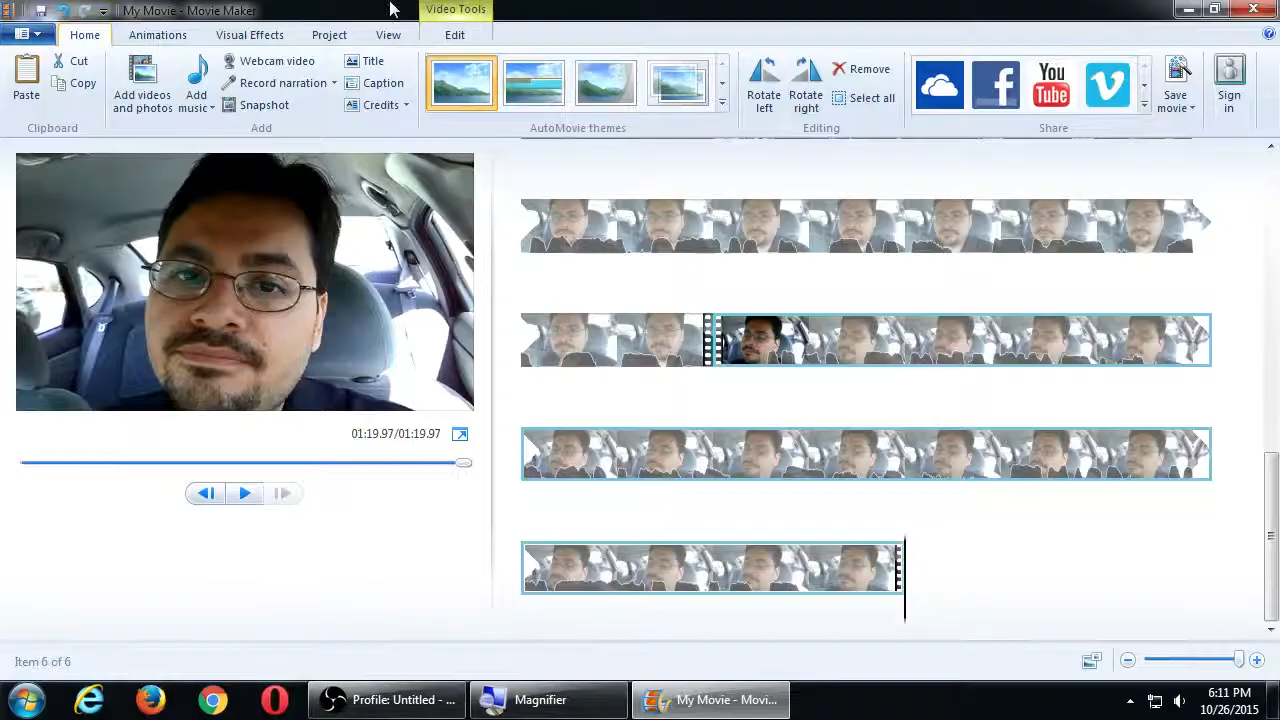 My Movie - Movie Maker
Video Tools
Home
Animations
Visual Effects
Project
View
Edit
Paste
Cut
Copy
Clipboard
Add videos and photos
Add music
Webcam video
Record narration
Snapshot
Title
Caption
Credits
Add
AutoMovie themes
Rotate left
Rotate right
Remove
Select all
Editing
You Tube
Share
Save movie
Sign in
01:19.97/01:19.97
Item 6 of 6
Profile: Untitled - ...
Magnifier
My Movie - Movi...
6:11 PM
10/26/2015